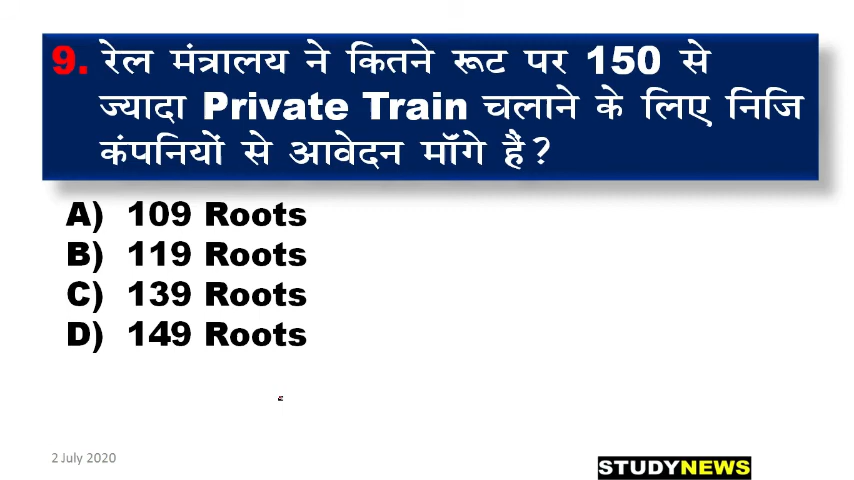 9. रेल मंत्रालय ने कितने रूट पर 150 से
ज्यादा Private Train चलाने के लिए निजि
कंपनियों से आवेदन मॉंगे हैं?
A) 109 Roots
B) 119 Roots
C) 139 Roots
D) 149 Roots
2 July 2020
STUDYNEWS